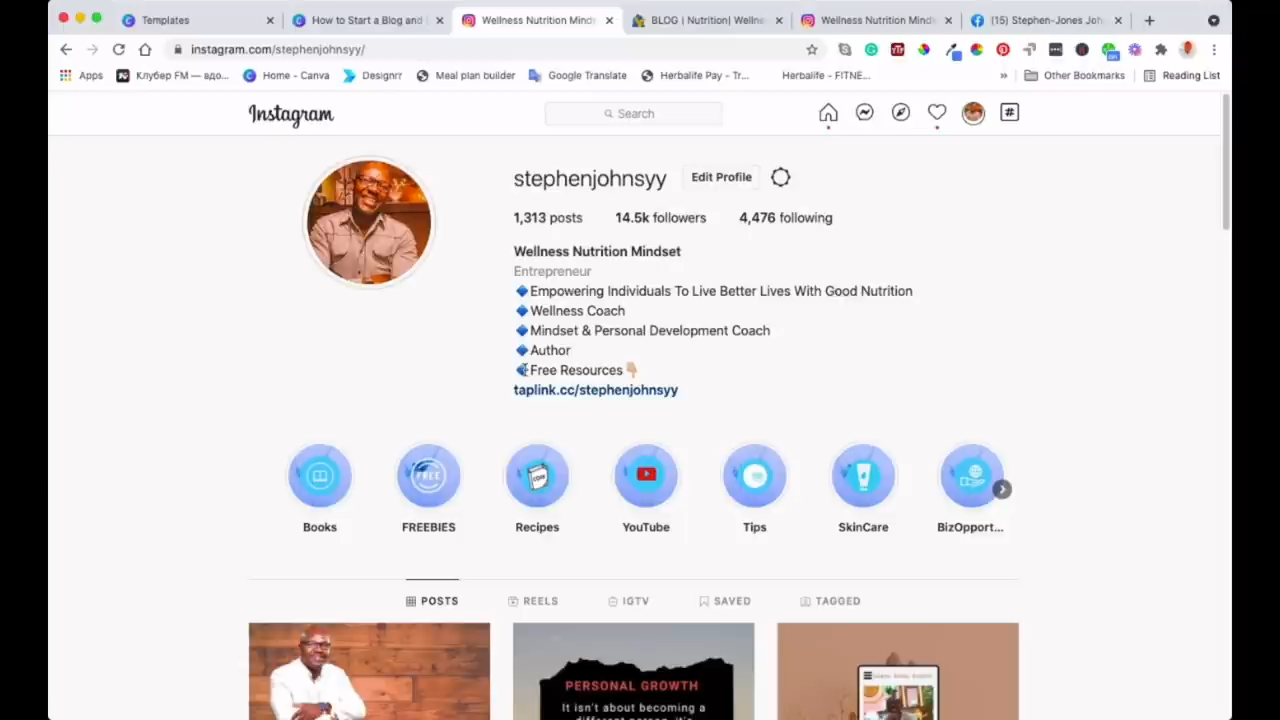 Templates
How to Start a Blog and
Wellness Nutrition Minds
BLOG | Nutrition| Wellne
Wellness Nutrition Mind
(15) Stephen-Jones Joh
instagram.com/stephenjohnsyy/
Apps
Клубер FM — вдо...
Home - Canva
Designrr
Meal plan builder
Google Translate
Herbalife Pay - Tr...
Herbalife - FITNE...
»
Other Bookmarks
Reading List
Instagram
Search
stephenjohnsyy
Edit Profile
1,313 posts
14.5k followers
4,476 following
Wellness Nutrition Mindset
Entrepreneur
🔷Empowering Individuals To Live Better Lives With Good Nutrition
🔷Wellness Coach
🔷Mindset & Personal Development Coach
🔷Author
Free Resources👇🏼
taplink.cc/stephenjohnsyy
FREE
Books
FREEBIES
Recipes
YouTube
Tips
SkinCare
BizOpport...
POSTS
REELS
IGTV
SAVED
TAGGED
PERSONAL GROWTH
It isn't about becoming a
different person, it's